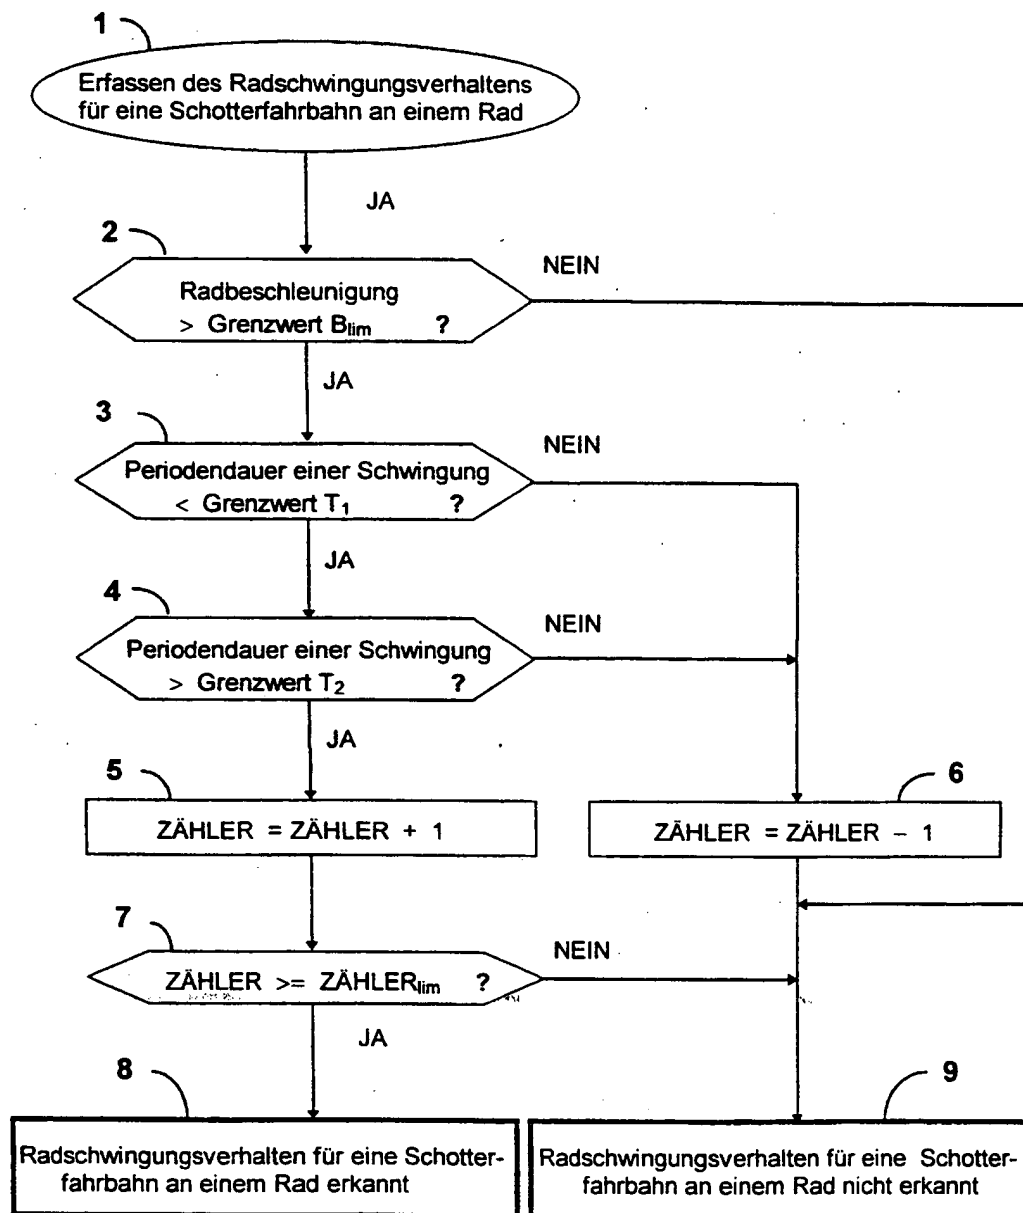 1
Erfassen des Radschwingungsverhaltens
für eine Schotterfahrbahn an einem Rad
JA
2
NEIN
Radbeschleunigung
> Grenzwert Blim ?
JA
3
NEIN
Periodendauer einer Schwingung
< Grenzwert T1 ?
JA
4
NEIN
Periodendauer einer Schwingung
> Grenzwert T2 ?
JA
5
6
ZÄHLER = ZÄHLER + 1
ZÄHLER = ZÄHLER – 1
7
NEIN
ZÄHLER >= ZÄHLERlim ?
JA
8
9
Radschwingungsverhalten für eine Schotter-
fahrbahn an einem Rad erkannt
Radschwingungsverhalten für eine Schotter-
fahrbahn an einem Rad nicht erkannt